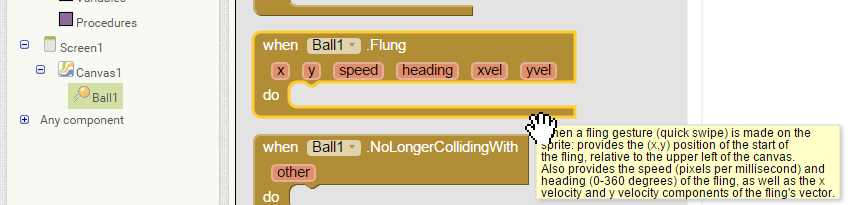 Procedures
Screen1
Canvas1
Ball1
Any component
when Ball1 .Flung
x y speed heading xvel yvel
do
when Ball1 .NoLongerCollidingWith
other
do
a fling gesture (quick swipe) is made on the
sprite: provides the (x,y) position of the start of
the fling, relative to the upper left of the canvas.
Also provides the speed (pixels per millisecond) and
heading (0-360 degrees) of the fling, as well as the x
velocity and y velocity components of the fling's vector.